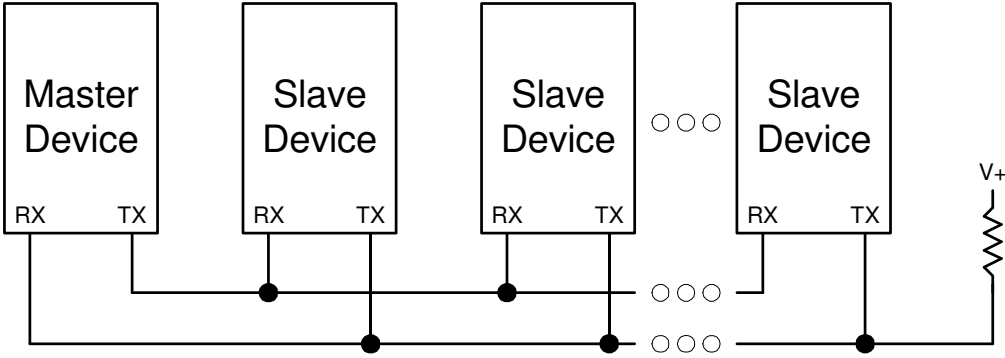 Master
Device
Slave
Device
Slave
Device
Slave
Device
RX TX
RX TX
RX TX
RX TX
V+